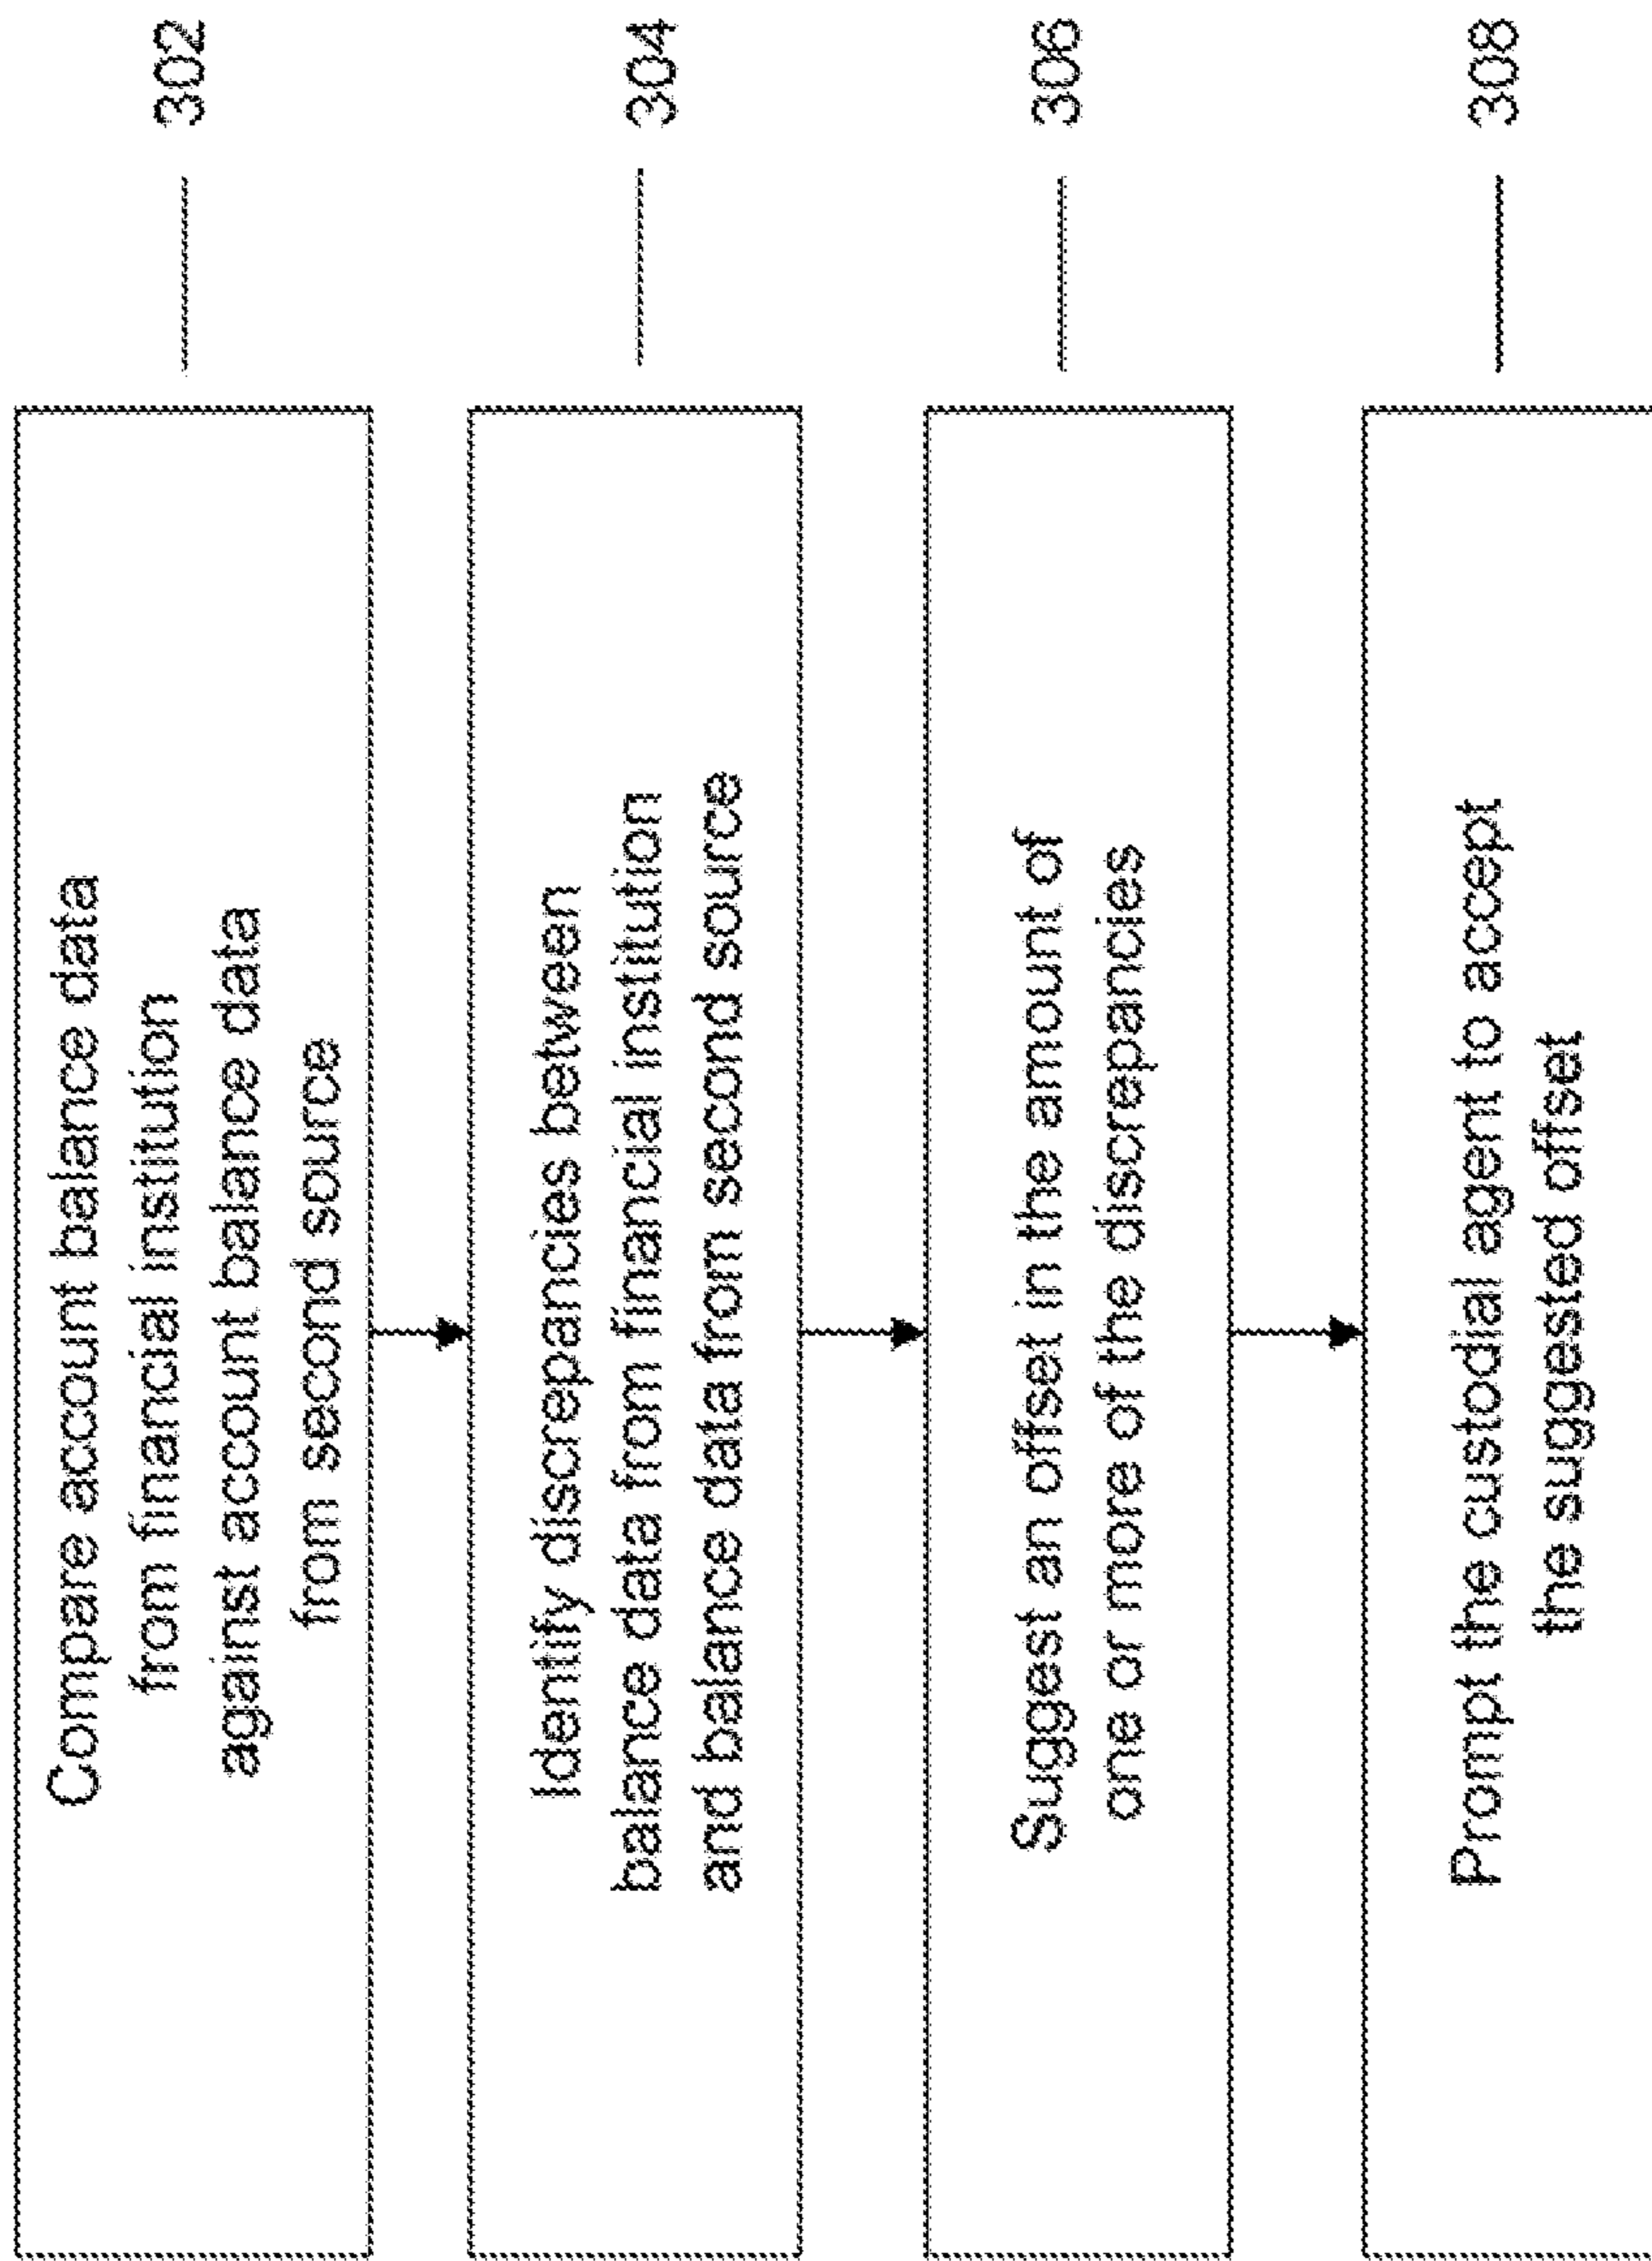 Compare account balance data
from financial institution
against account balance data
from second source
302
Identify discrepancies between
balance data from financial institution
and balance data from second source
304
Suggest an offset in the amount of
one or more of the discrepancies
306
Prompt the custodial agent to accept
the suggested offset
308